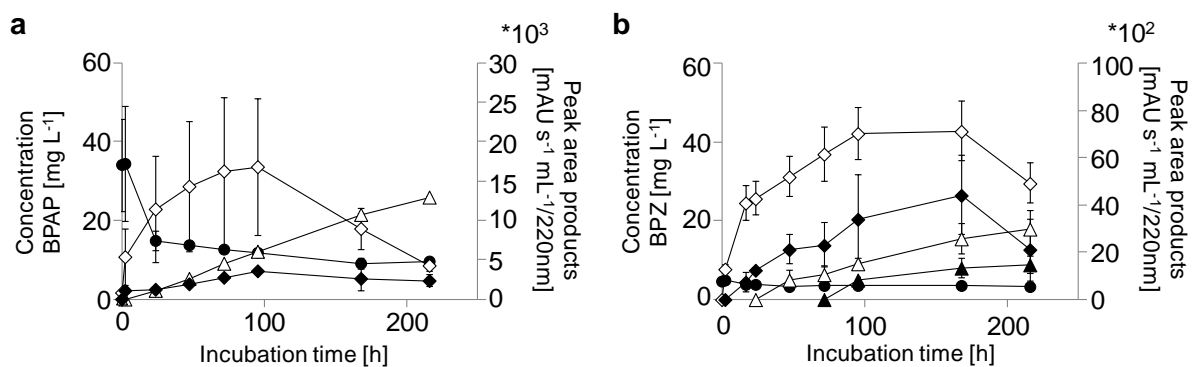 a
*10³
60
40
20
0
Concentration
BPAP [mg L⁻¹]
30
25
20
15
10
5
0
Peak area products
[mAU s⁻¹ mL⁻¹/220nm]
0
100
200
Incubation time [h]
b
*10²
60
40
20
0
Concentration
BPZ [mg L⁻¹]
100
80
60
40
20
0
Peak area products
[mAU s⁻¹ mL⁻¹/220nm]
0
100
200
Incubation time [h]